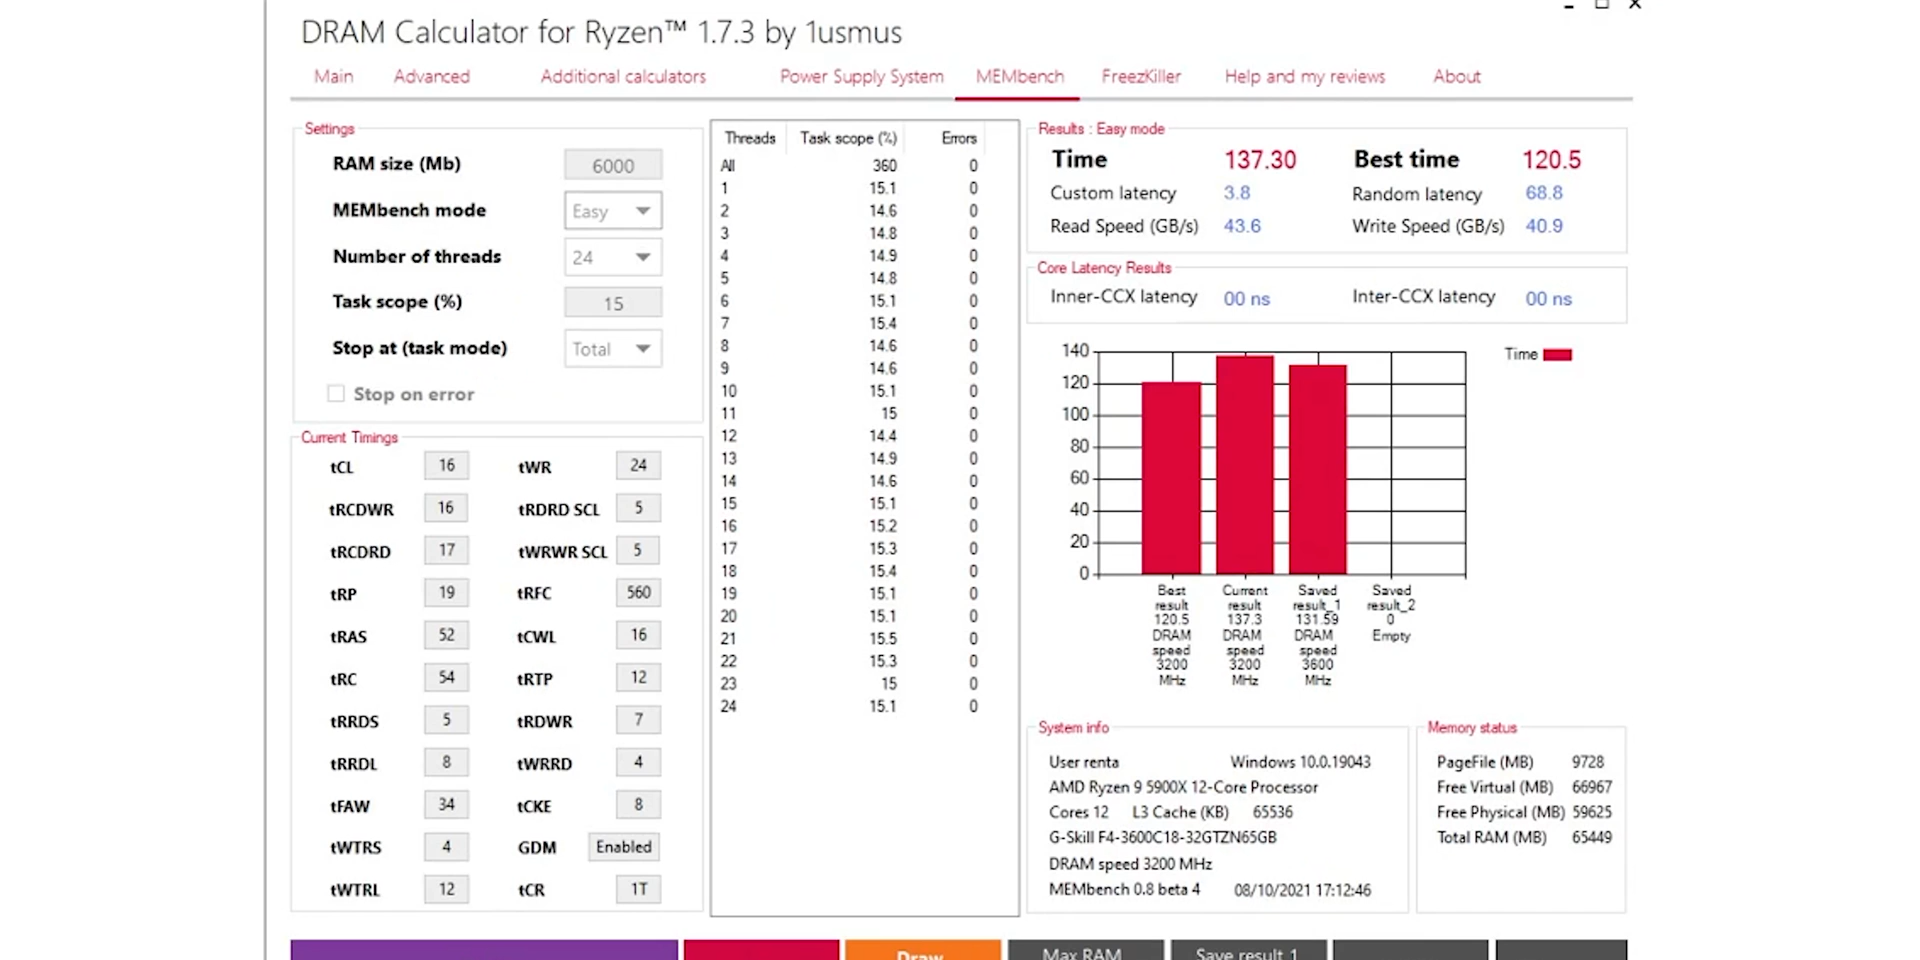 DRAM Calculator for Ryzen™ 1.7.3 by 1usmus
Main Advanced Additional calculators Power Supply System MEMbench FreezKiller Help and my reviews About
Settings
RAM size (Mb) 6000
MEMbench mode Easy
Number of threads 24
Task scope (%) 15
Stop at (task mode) Total
Stop on error
Current Timings
tCL 16 tWR 24
tRCDWR 16 tRDRD SCL 5
tRCDRD 17 tWRWR SCL 5
tRP 19 tRFC 560
tRAS 52 tCWL 16
tRC 54 tRTP 12
tRRDS 5 tRDWR 7
tRRDL 8 tWRRD 4
tFAW 34 tCKE 8
tWTRS 4 GDM Enabled
tWTRL 12 tCR 1T
Threads Task scope (%) Errors
All 360 0
1 15.1 0
2 14.6 0
3 14.8 0
4 14.9 0
5 14.8 0
6 15.1 0
7 15.4 0
8 14.6 0
9 14.6 0
10 15.1 0
11 15 0
12 14.4 0
13 14.9 0
14 14.6 0
15 15.1 0
16 15.2 0
17 15.3 0
18 15.4 0
19 15.1 0
20 15.1 0
21 15.5 0
22 15.3 0
23 15 0
24 15.1 0
Results : Easy mode
Time 137.30 Best time 120.5
Custom latency 3.8 Random latency 68.8
Read Speed (GB/s) 43.6 Write Speed (GB/s) 40.9
Core Latency Results
Inner-CCX latency 00 ns Inter-CCX latency 00 ns
Time
140
120
100
80
60
40
20
0
Best Current Saved Saved
result result result_1 result_2
120.5 137.3 131.59 0
DRAM DRAM DRAM Empty
speed speed speed
3200 3200 3600
MHz MHz MHz
System info
User renta Windows 10.0.19043
AMD Ryzen 9 5900X 12-Core Processor
Cores 12 L3 Cache (KB) 65536
G-Skill F4-3600C18-32GTZN65GB
DRAM speed 3200 MHz
MEMbench 0.8 beta 4 08/10/2021 17:12:46
Memory status
PageFile (MB) 9728
Free Virtual (MB) 66967
Free Physical (MB) 59625
Total RAM (MB) 65449
Draw Max RAM Save result 1